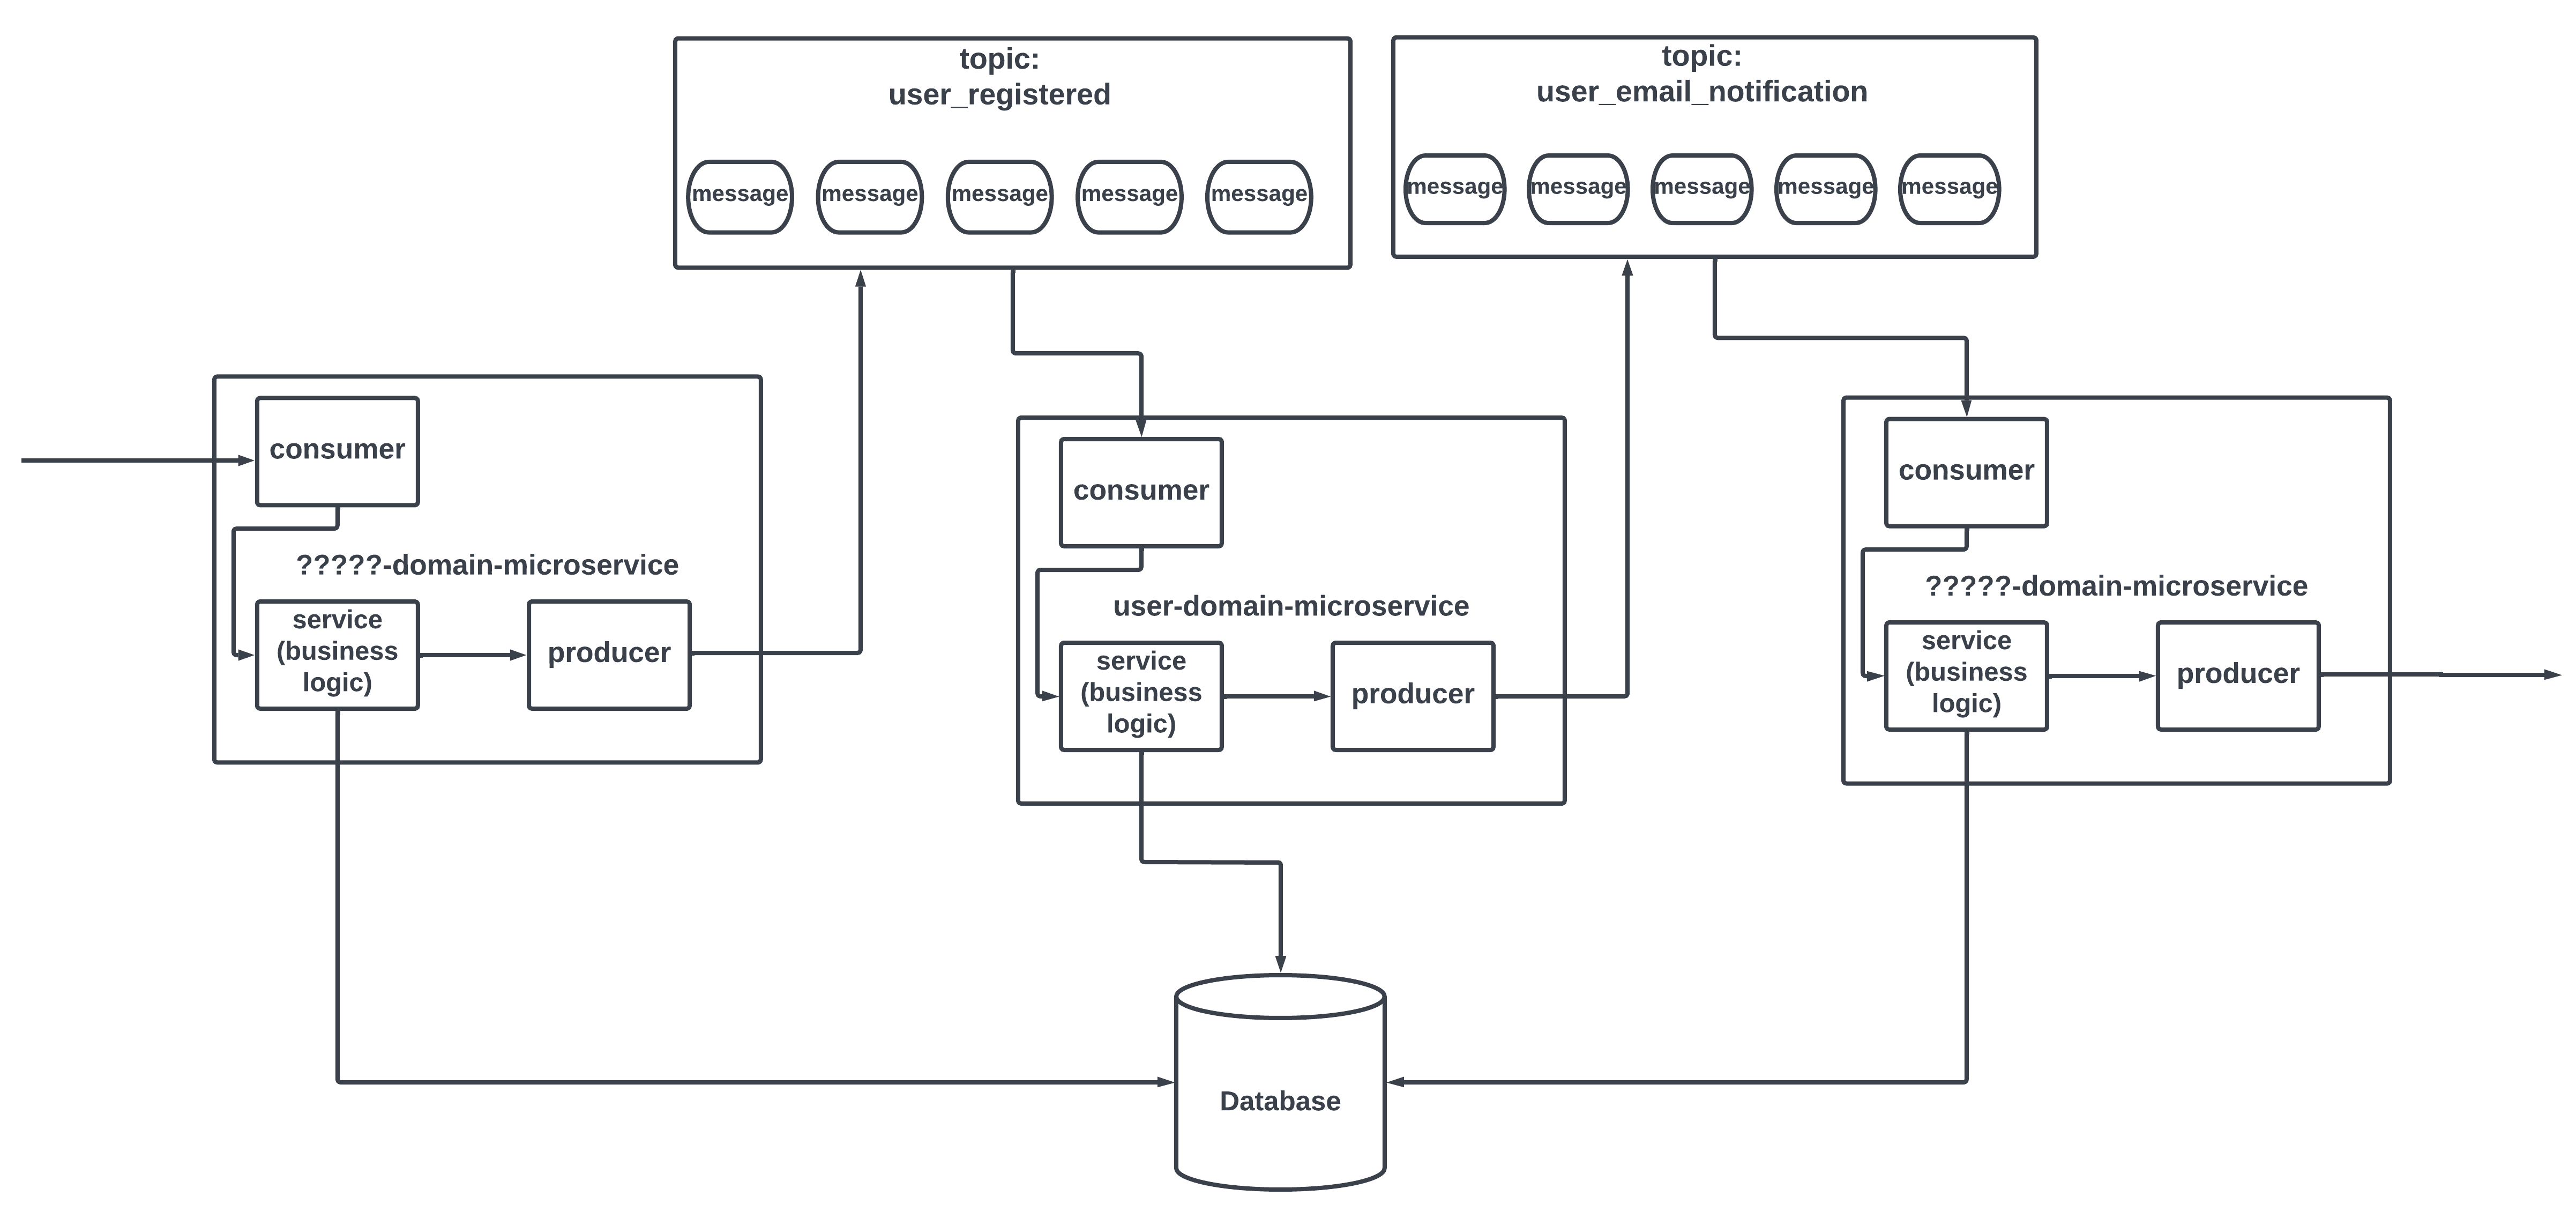 topic:
user_registered
message
message
message
message
message
topic:
user_email_notification
message
message
message
message
message
consumer
?????-domain-microservice
service
(business
logic)
producer
consumer
user-domain-microservice
service
(business
logic)
producer
consumer
?????-domain-microservice
service
(business
logic)
producer
Database